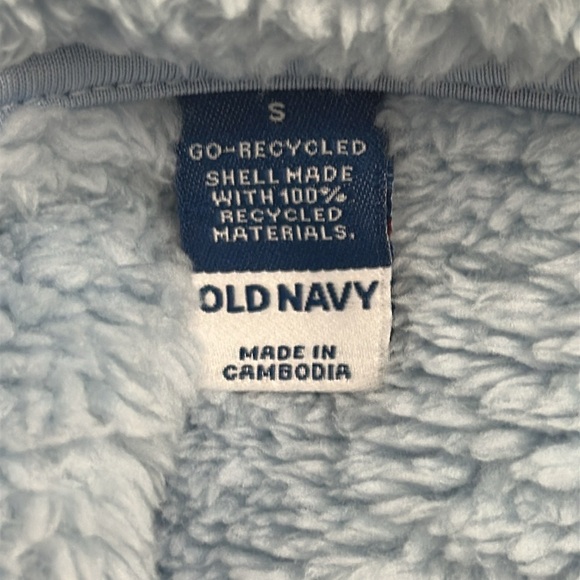 S
GO-RECYCLED
SHELL MADE
WITH 100%
RECYCLED
MATERIALS.
OLD NAVY
MADE IN
CAMBODIA